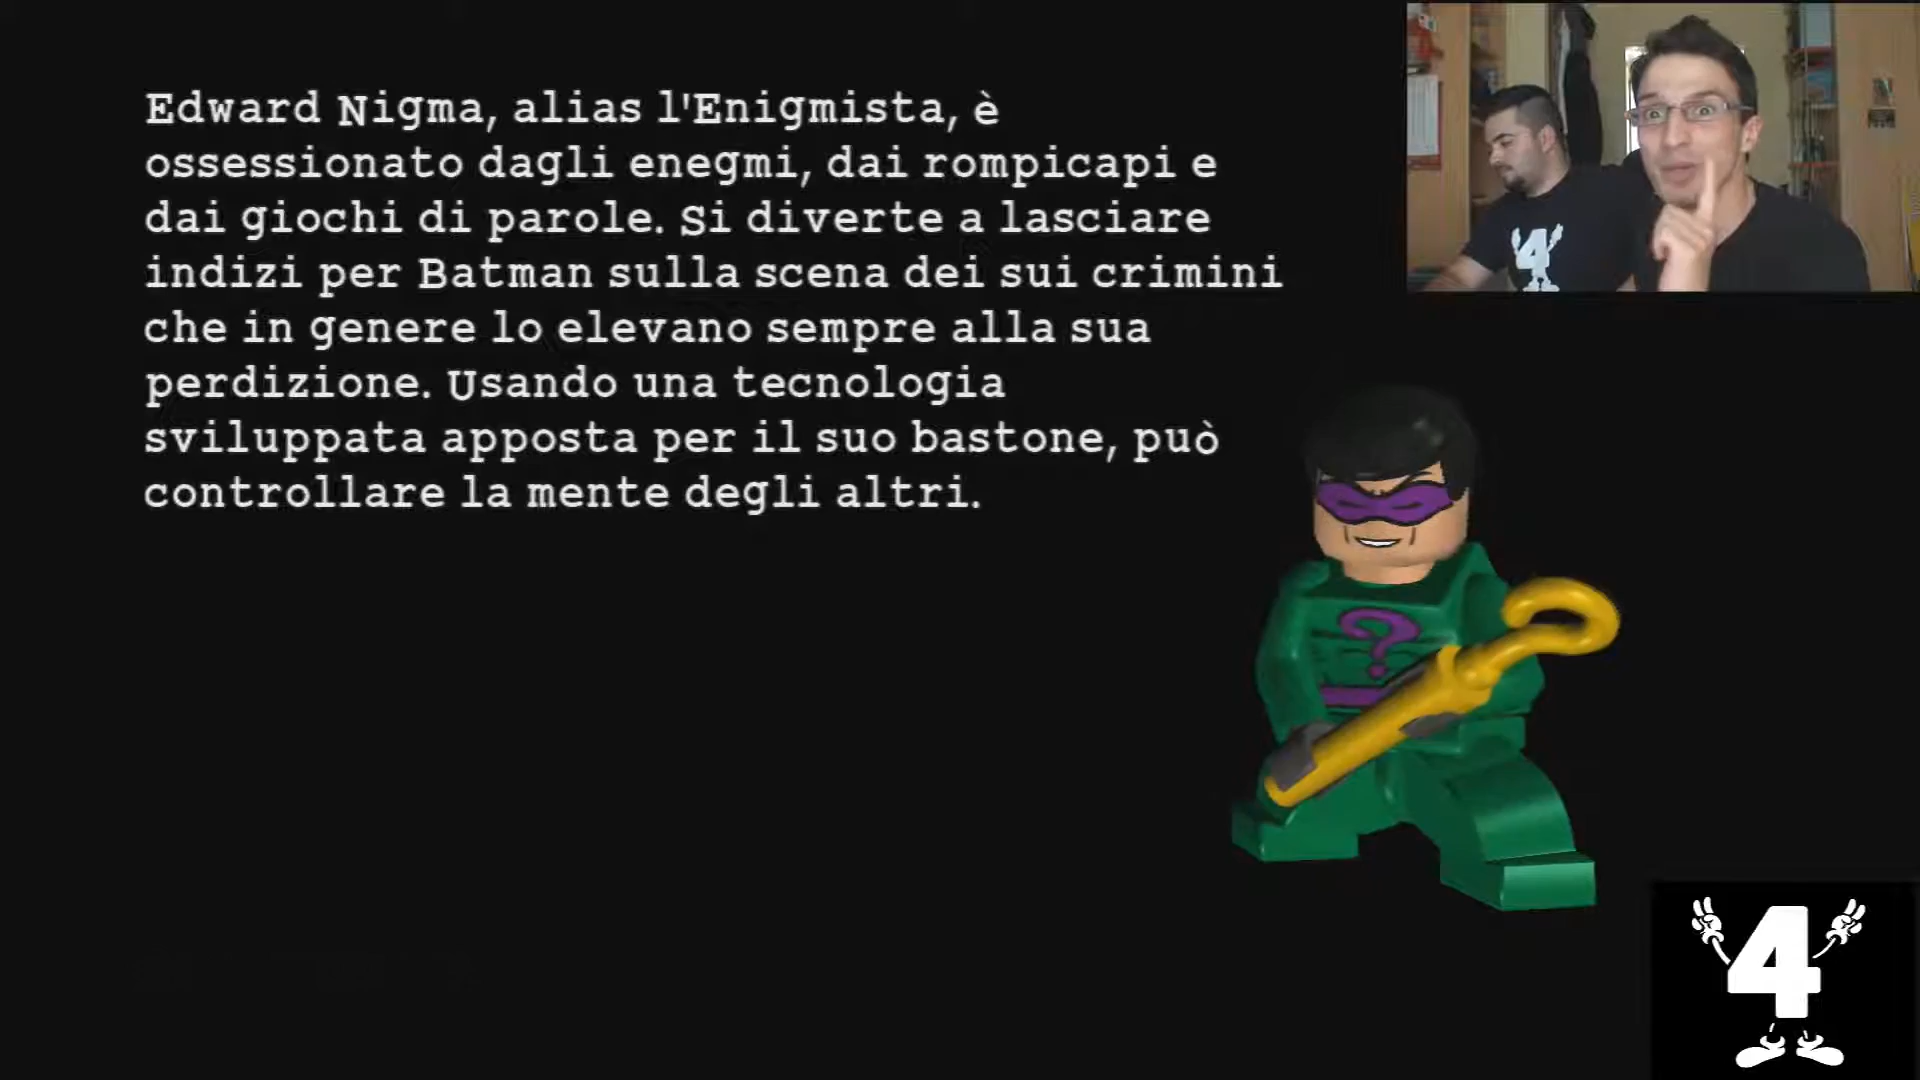 Edward Nigma, alias l'Enigmista, è
ossessionato dagli enegmi, dai rompicapi e
dai giochi di parole. Si diverte a lasciare
indizi per Batman sulla scena dei sui crimini
che in genere lo elevano sempre alla sua
perdizione. Usando una tecnologia
sviluppata apposta per il suo bastone, può
controllare la mente degli altri.
4
?
4